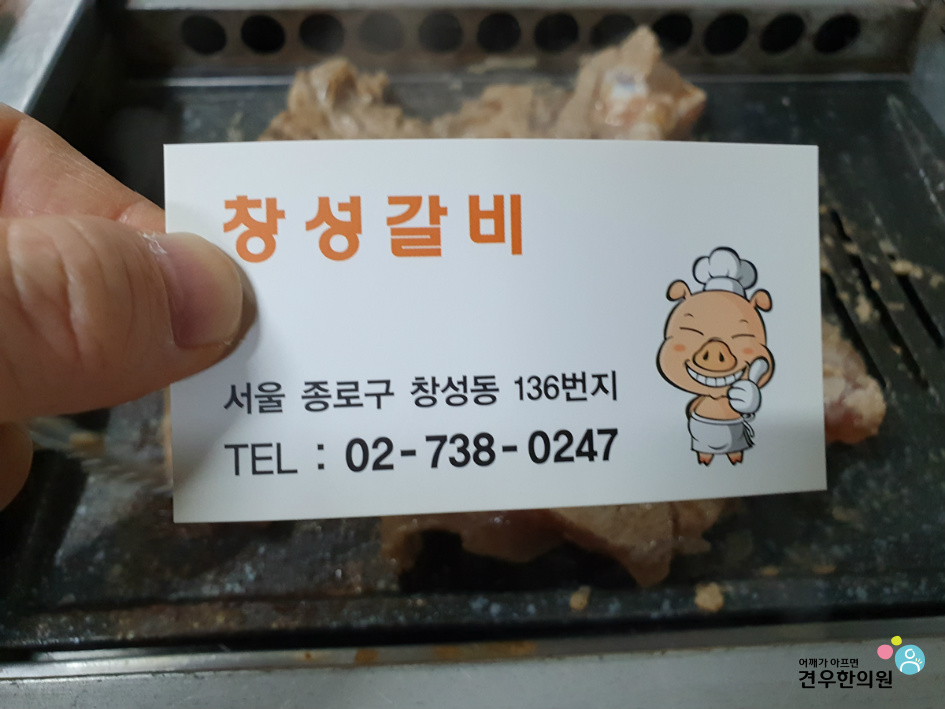 창성갈비
서울 종로구 창성동 136번지
TEL : 02-738-0247
어깨가 아프면
견우한의원